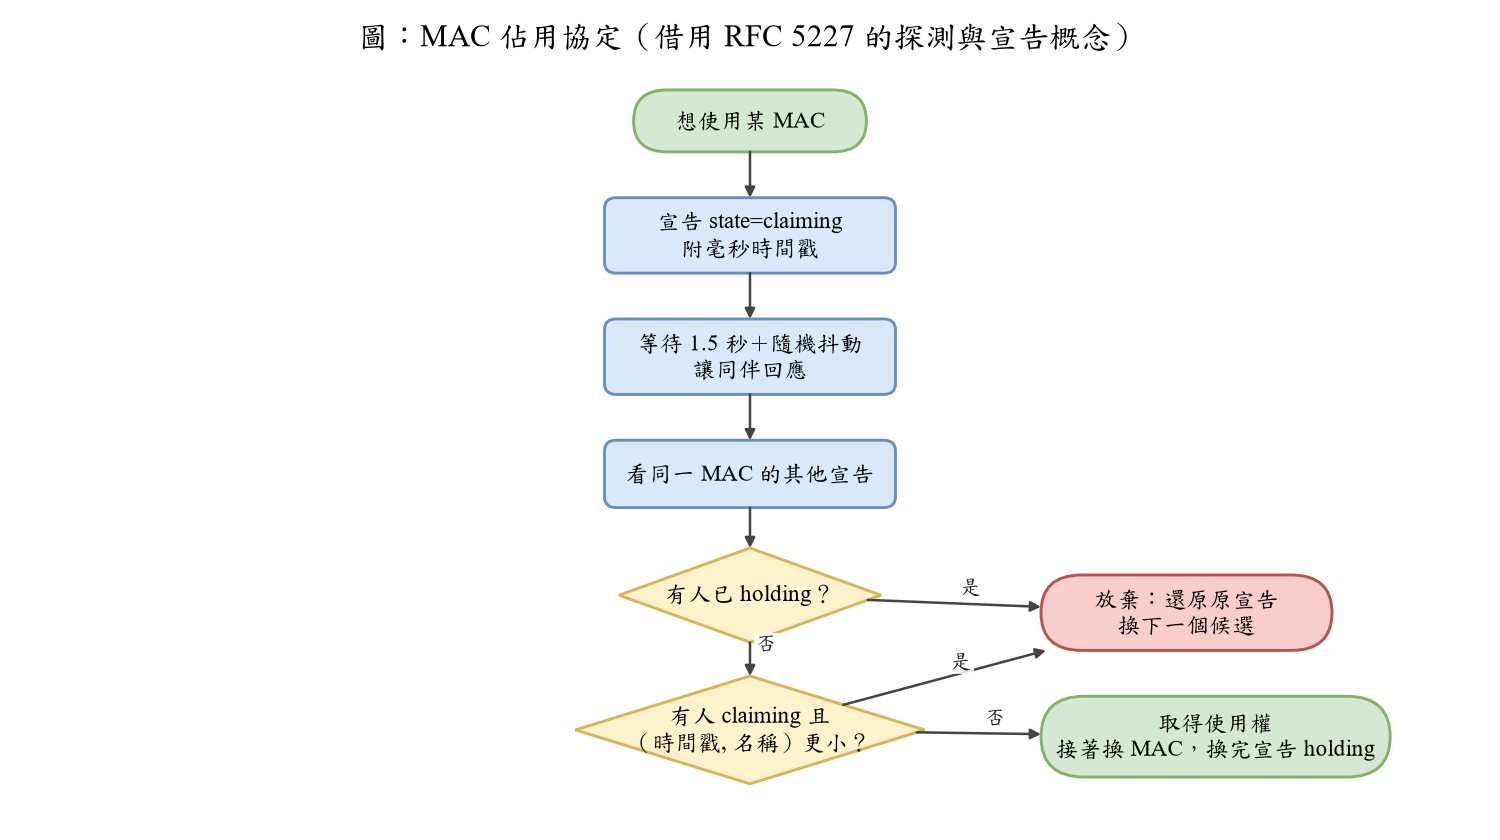 圖：MAC 佔用協定（借用 RFC 5227 的探測與宣告概念）
想使用某 MAC
宣告 state=claiming
附毫秒時間戳
等待 1.5 秒＋隨機抖動
讓同伴回應
看同一 MAC 的其他宣告
有人已 holding？
是
放棄：還原原宣告
換下一個候選
否
是
有人 claiming 且
（時間戳, 名稱）更小？
否
取得使用權
接著換 MAC，換完宣告 holding